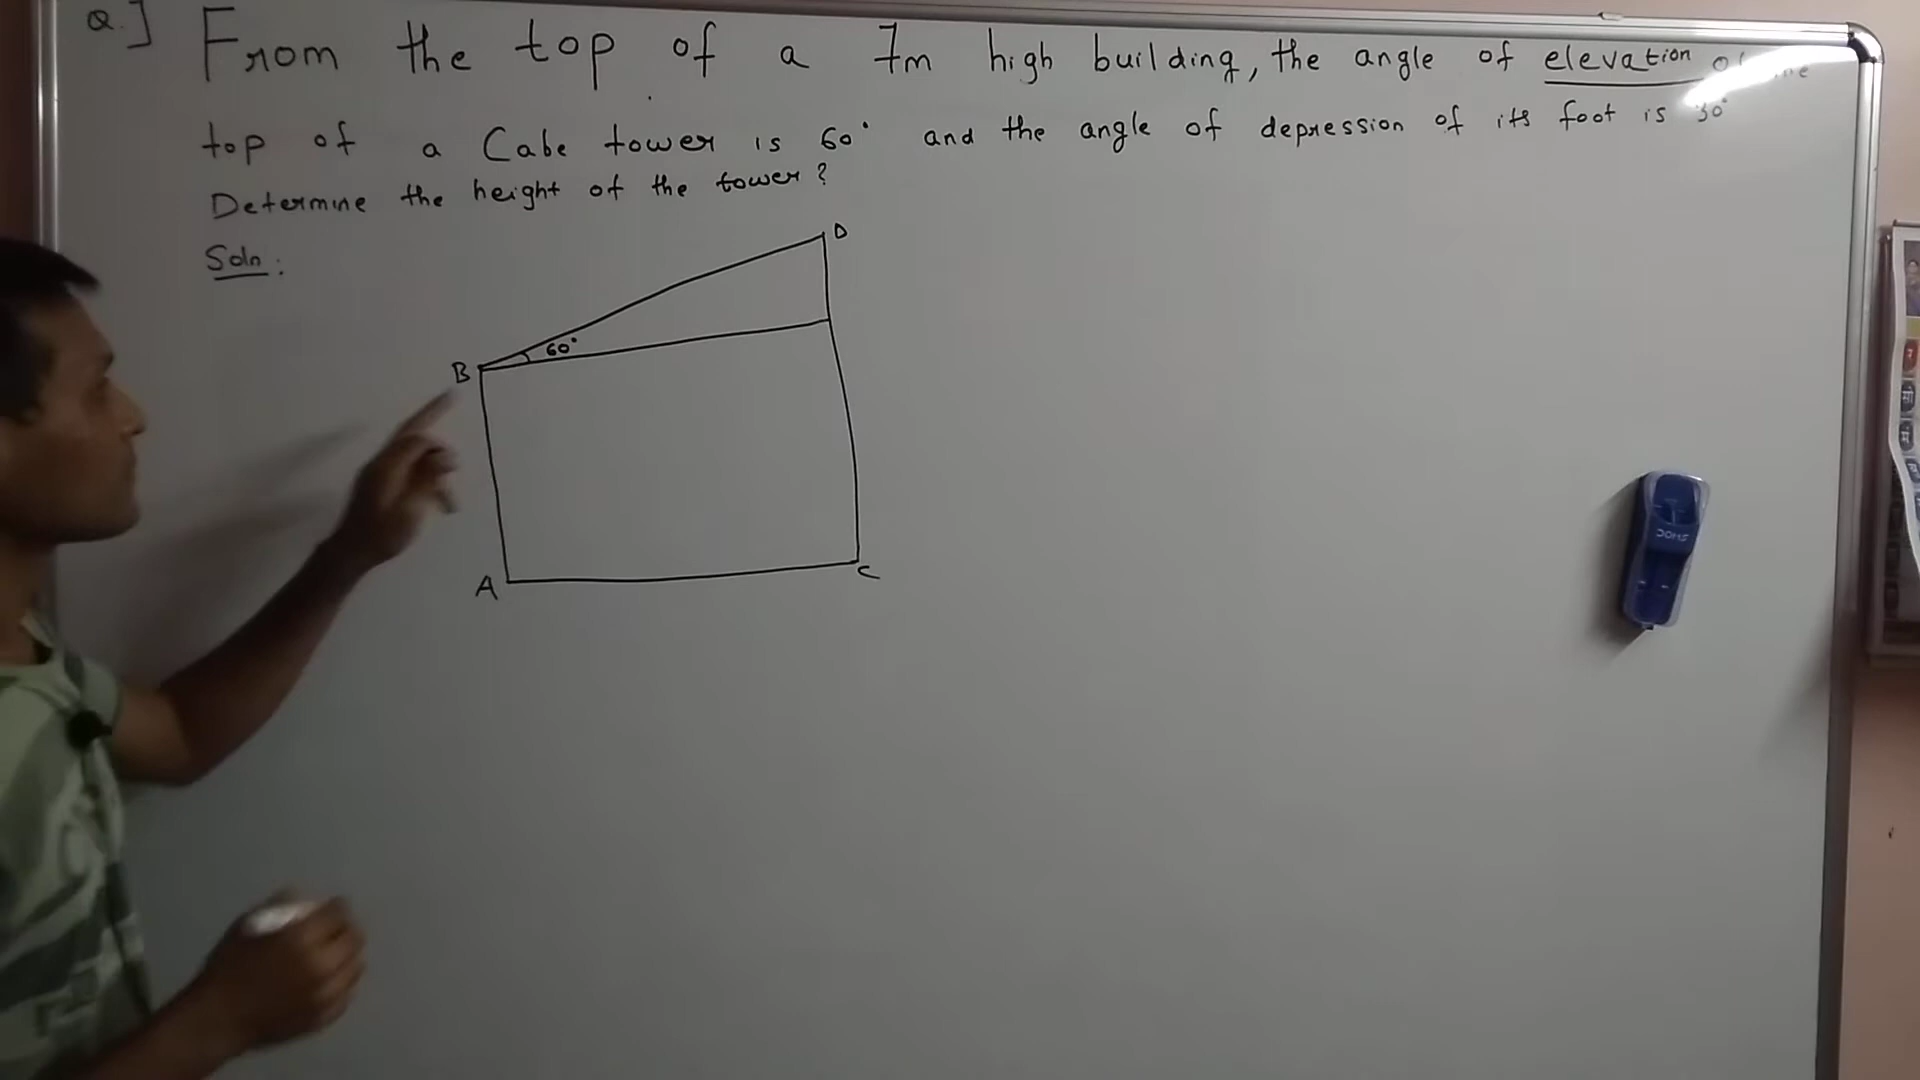 Q.] From the top of a 7m high building, the angle of elevation
top of a Cabe tower is 60° and the angle of depression of its foot is 30°
Determine the height of the tower?
Soln:
D
60°
B
A
C
DOMS